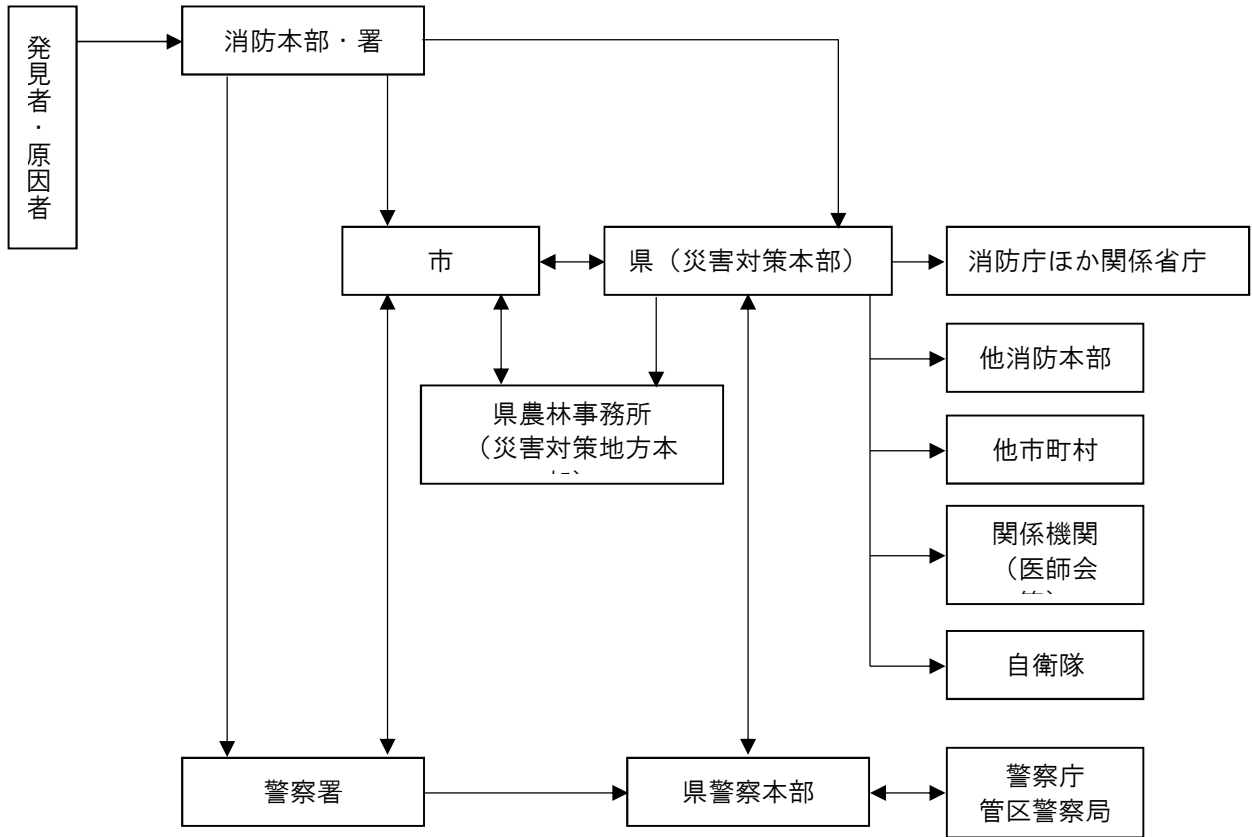 発見者・原因者
消防本部・署
市
県（災害対策本部）
消防庁ほか関係省庁
他消防本部
県農林事務所
（災害対策地方本
他市町村
関係機関
（医師会
自衛隊
警察署
県警察本部
警察庁
管区警察局